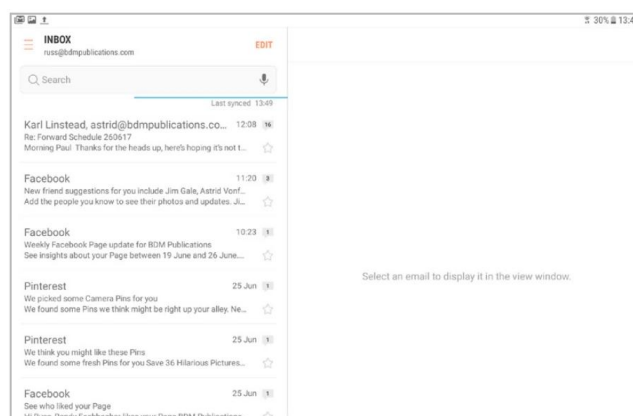 30% 13:4
INBOX
russ@bdmpublications.com
EDIT
Search
Last synced 13:49
Karl Linstead, astrid@bdmpublications.co... 12:08 16
Re: Forward Schedule 260617
Morning Paul Thanks for the heads up, here's hoping it's not t...
Facebook 11:20 3
New friend suggestions for you include Jim Gale, Astrid Vonf...
Add the people you know to see their photos and updates. Ji...
Facebook 10:23 1
Weekly Facebook Page update for BDM Publications
See insights about your Page between 19 June and 26 June....
Pinterest 25 Jun 1
We picked some Camera Pins for you
We found some Pins we think might be right up your alley. Ne...
Pinterest 25 Jun 1
We think you might like these Pins
We found some fresh Pins for you Save 36 Hilarious Pictures...
Facebook 25 Jun 1
See who liked your Page
Select an email to display it in the view window.